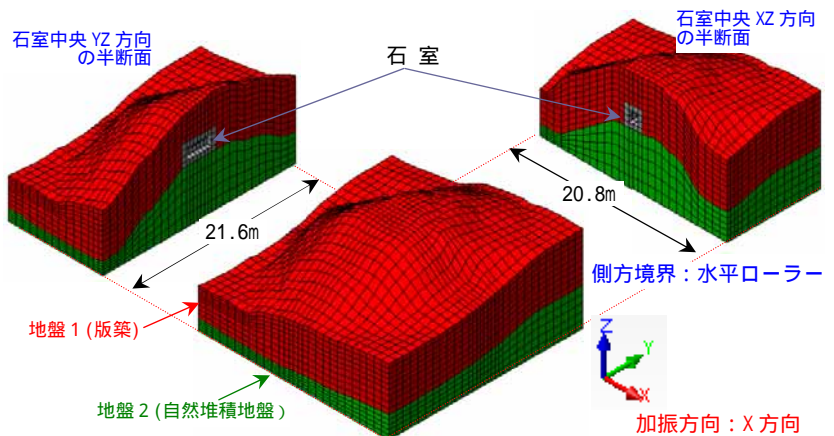 石室中央 YZ 方向
の半断面
石 室
石室中央 XZ 方向
の半断面
21.6m
20.8m
側方境界：水平ローラー
地盤 1 (版築)
地盤 2 (自然堆積地盤)
Z
Y
X
加振方向：X 方向